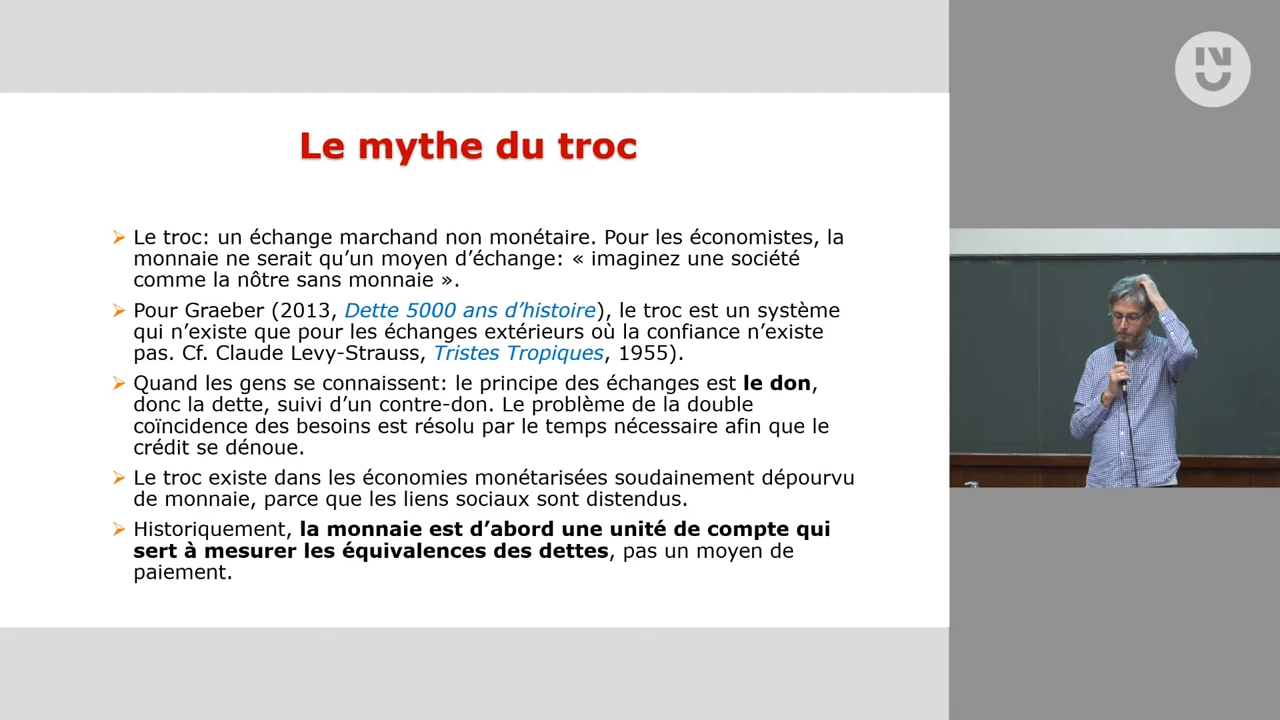 Le mythe du troc
Le troc: un échange marchand non monétaire. Pour les économistes, la
monnaie ne serait qu’un moyen d’échange: « imaginez une société
comme la nôtre sans monnaie ».
Pour Graeber (2013, Dette 5000 ans d’histoire), le troc est un système
qui n’existe que pour les échanges extérieurs où la confiance n’existe
pas. Cf. Claude Levy-Strauss, Tristes Tropiques, 1955).
Quand les gens se connaissent: le principe des échanges est le don,
donc la dette, suivi d’un contre-don. Le problème de la double
coïncidence des besoins est résolu par le temps nécessaire afin que le
crédit se dénoue.
Le troc existe dans les économies monétarisées soudainement dépourvu
de monnaie, parce que les liens sociaux sont distendus.
Historiquement, la monnaie est d’abord une unité de compte qui
sert à mesurer les équivalences des dettes, pas un moyen de
paiement.